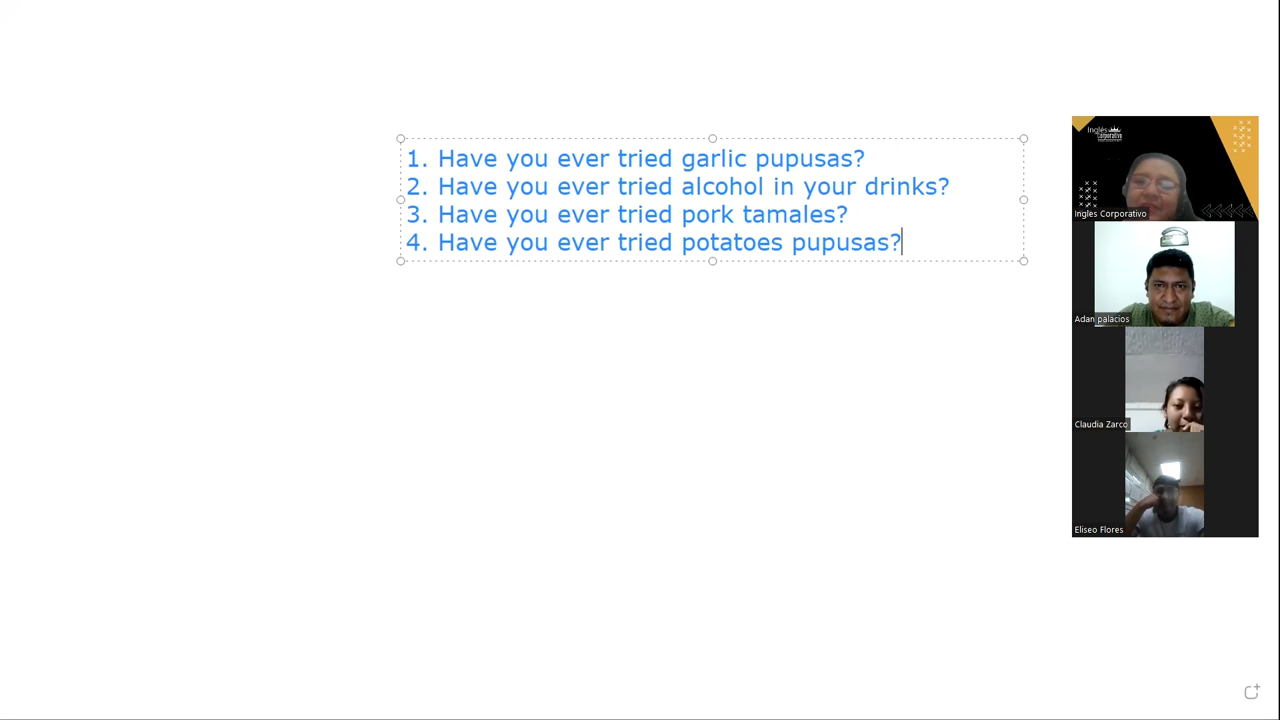 1. Have you ever tried garlic pupusas?
2. Have you ever tried alcohol in your drinks?
3. Have you ever tried pork tamales?
4. Have you ever tried potatoes pupusas?
Inglés
Corporativo
Ingles Corporativo
Adan palacios
Claudia Zarco
Eliseo Flores